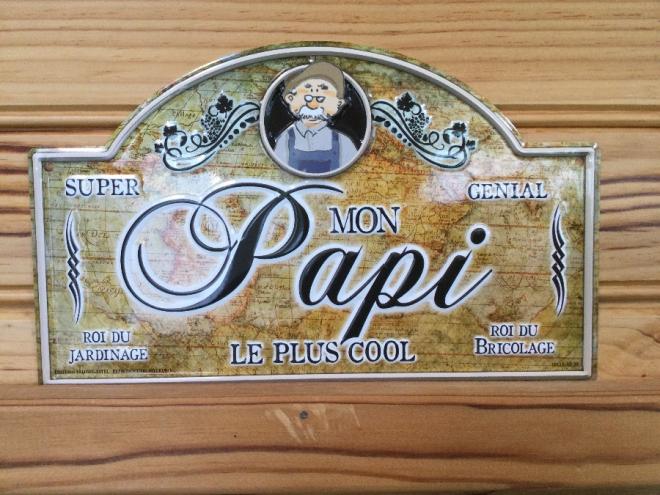 SUPER
GENIAL
MON
Papi
ROI DU
JARDINAGE
LE PLUS COOL
ROI DU
BRICOLAGE